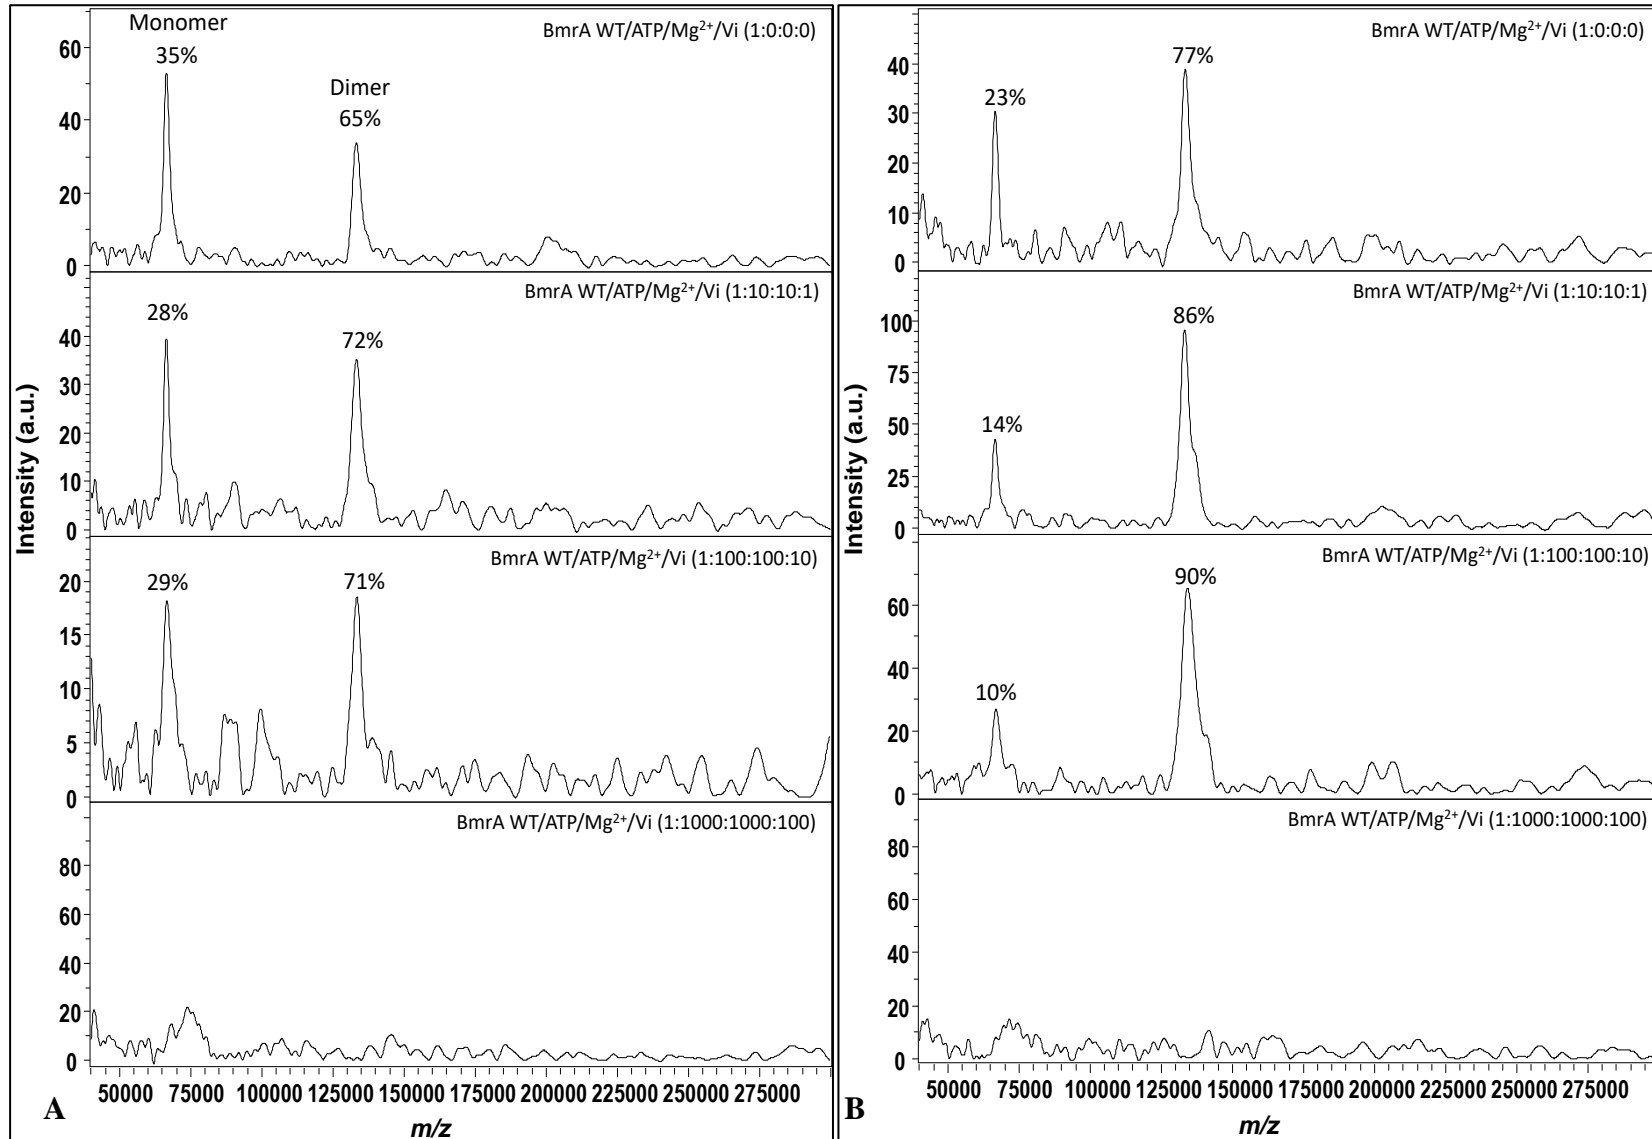 Monomer
35%
Dimer
65%
BmrA WT/ATP/Mg²⁺/Vi (1:0:0:0)
60
40
20
0
28%
72%
BmrA WT/ATP/Mg²⁺/Vi (1:10:10:1)
40
30
20
10
0
29%
71%
BmrA WT/ATP/Mg²⁺/Vi (1:100:100:10)
20
15
10
5
0
BmrA WT/ATP/Mg²⁺/Vi (1:1000:1000:100)
80
60
40
20
0
Intensity (a.u.)
50000 75000 100000 125000 150000 175000 200000 225000 250000 275000
A
m/z
23%
77%
BmrA WT/ATP/Mg²⁺/Vi (1:0:0:0)
40
30
20
10
0
14%
86%
BmrA WT/ATP/Mg²⁺/Vi (1:10:10:1)
100
75
50
25
0
10%
90%
BmrA WT/ATP/Mg²⁺/Vi (1:100:100:10)
60
40
20
0
BmrA WT/ATP/Mg²⁺/Vi (1:1000:1000:100)
80
60
40
20
0
Intensity (a.u.)
50000 75000 100000 125000 150000 175000 200000 225000 250000 275000
B
m/z